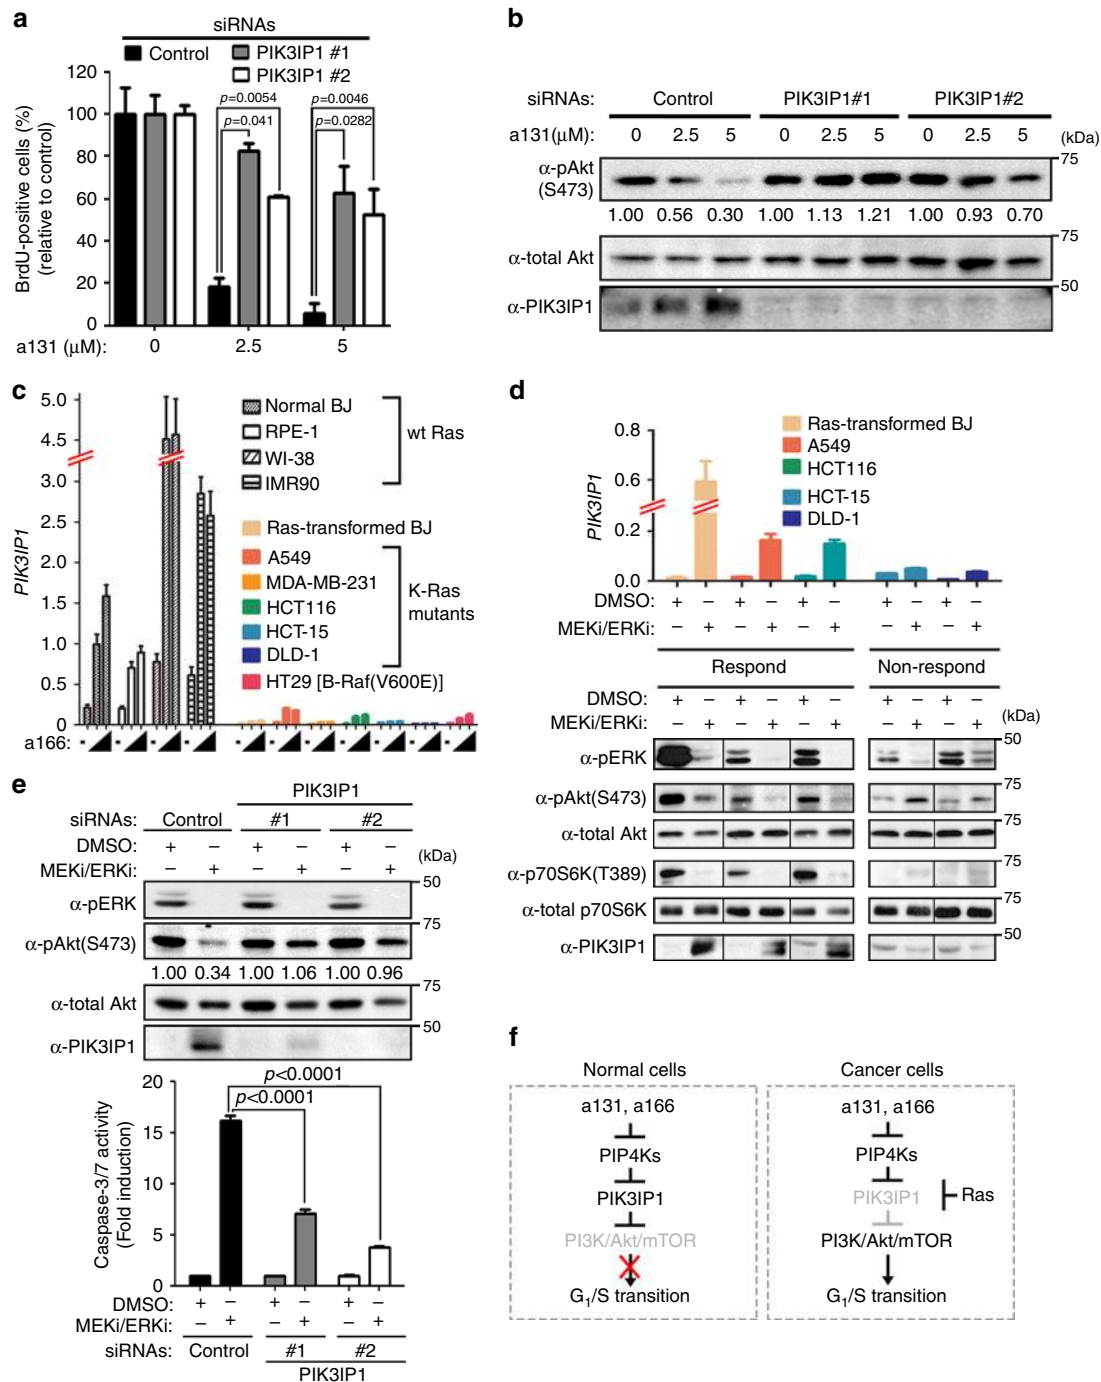 a
siRNAs
Control
PIK3IP1 #1
PIK3IP1 #2
BrdU-positive cells (%)
(relative to control)
120
100
80
60
40
20
0
p=0.0054
p=0.041
p=0.0046
p=0.0282
a131 (μM): 0 2.5 5
b
siRNAs: Control PIK3IP1#1 PIK3IP1#2
a131(μM): 0 2.5 5 0 2.5 5 0 2.5 5 (kDa)
α-pAkt
(S473)
75
1.00 0.56 0.30 1.00 1.13 1.21 1.00 0.93 0.70
α-total Akt
75
α-PIK3IP1
50
c
PIK3IP1
5.0
4.5
3.0
2.5
2.0
1.5
1.0
0.5
0
Normal BJ
RPE-1
WI-38
IMR90
wt Ras
Ras-transformed BJ
A549
MDA-MB-231
HCT116
HCT-15
DLD-1
K-Ras
mutants
HT29 [B-Raf(V600E)]
a166: - - - - - - - - - - -
d
PIK3IP1
0.8
0.6
0.2
0.0
Ras-transformed BJ
A549
HCT116
HCT-15
DLD-1
DMSO: + − + − + − + − + −
MEKi/ERKi: − + − + − + − + − +
Respond Non-respond
DMSO: + − + − + − + − + −
MEKi/ERKi: − + − + − + − + − + (kDa)
α-pERK 50
α-pAkt(S473) 75
α-total Akt 75
α-p70S6K(T389) 75
α-total p70S6K 75
α-PIK3IP1 50
e
PIK3IP1
siRNAs: Control #1 #2
DMSO: + − + − + −
MEKi/ERKi: − + − + − + (kDa)
α-pERK 50
α-pAkt(S473) 75
1.00 0.34 1.00 1.06 1.00 0.96
α-total Akt 75
α-PIK3IP1 50
Caspase-3/7 activity
(Fold induction)
20
15
10
5
0
p<0.0001
p<0.0001
DMSO: + − + − + −
MEKi/ERKi: − + − + − +
siRNAs: Control #1 #2
PIK3IP1
f
Normal cells
a131, a166
PIP4Ks
PIK3IP1
PI3K/Akt/mTOR
G1/S transition
Cancer cells
a131, a166
PIP4Ks
PIK3IP1
Ras
PI3K/Akt/mTOR
G1/S transition